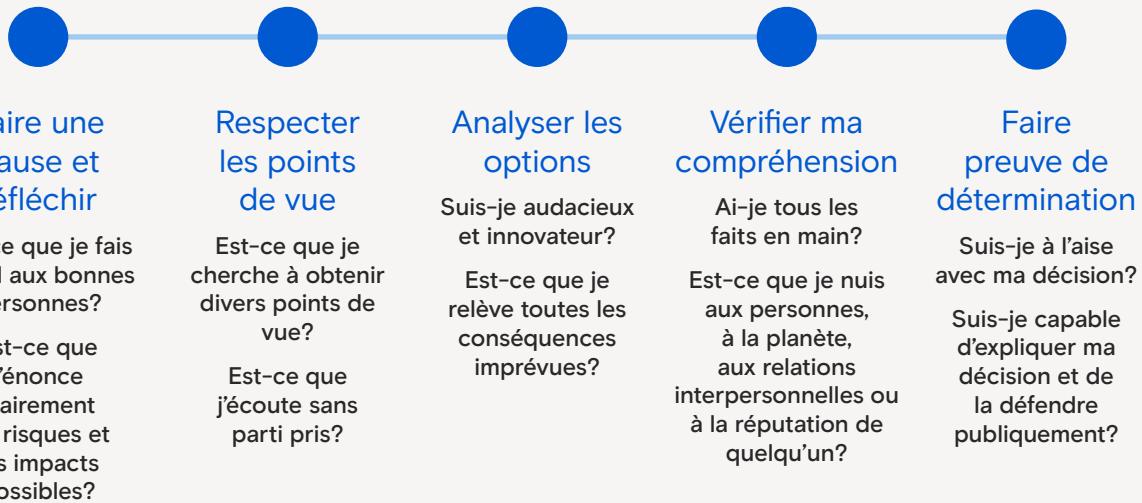 aire une
ause et
éfléchir
ce que je fais
l aux bonnes
ersonnes?
st-ce que
'énonce
airement
risques et
s impacts
ossibles?
Respecter
les points
de vue
Est-ce que je
cherche à obtenir
divers points de
vue?
Est-ce que
j'écoute sans
parti pris?
Analyser les
options
Suis-je audacieux
et innovateur?
Est-ce que je
relève toutes les
conséquences
imprévues?
Vérifier ma
compréhension
Ai-je tous les
faits en main?
Est-ce que je nuis
aux personnes,
à la planète,
aux relations
interpersonnelles ou
à la réputation de
quelqu'un?
Faire
preuve de
détermination
Suis-je à l'aise
avec ma décision?
Suis-je capable
d'expliquer ma
décision et de
la défendre
publiquement?